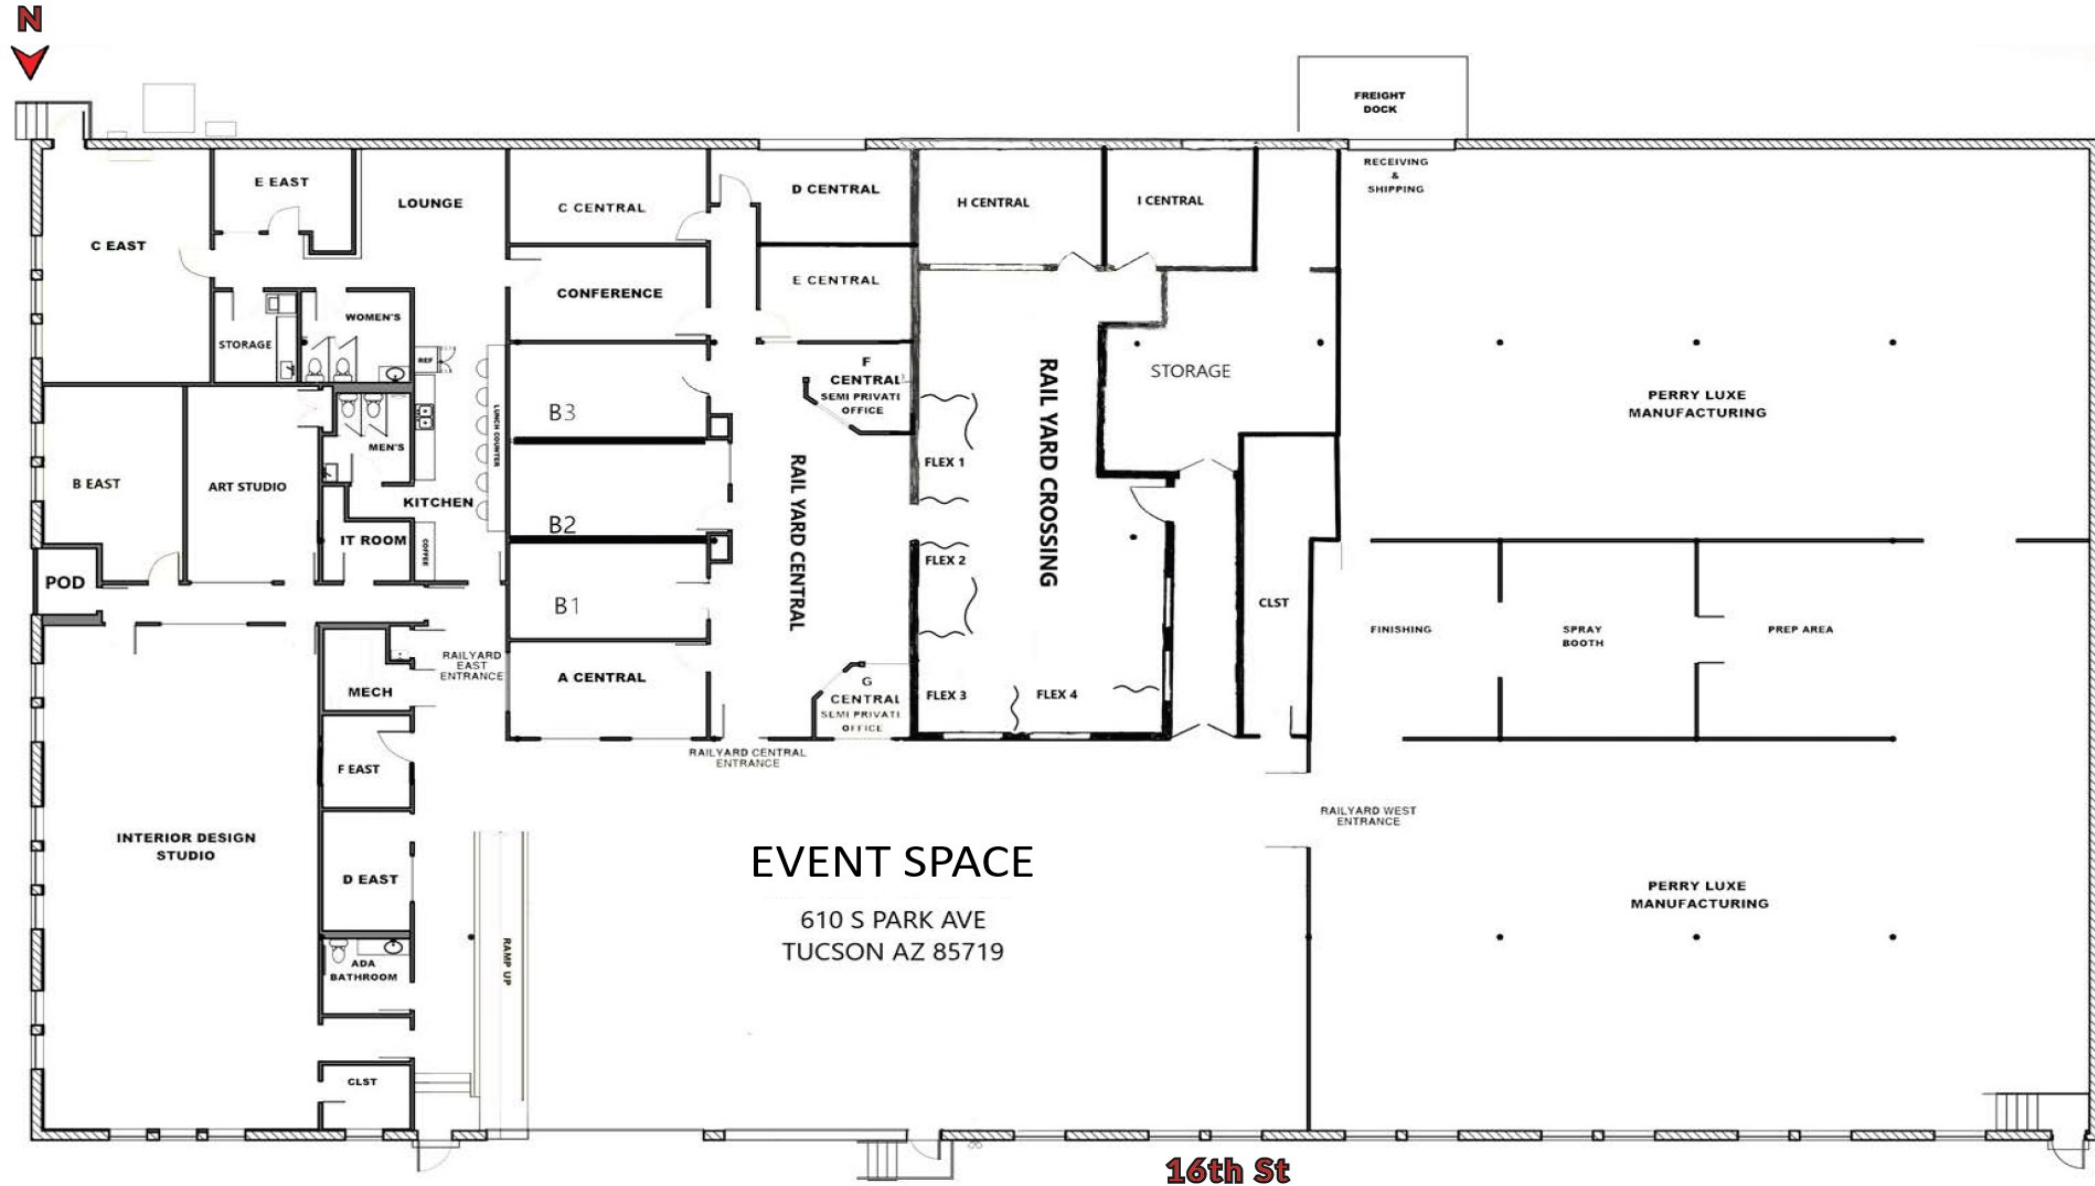 N
FREIGHT
DOCK
RECEIVING
&
SHIPPING
E EAST
LOUNGE
C CENTRAL
D CENTRAL
H CENTRAL
I CENTRAL
C EAST
CONFERENCE
E CENTRAL
WOMEN'S
STORAGE
REF
LUNCH COUNTER
B3
F
CENTRAL
SEMI PRIVATE
OFFICE
RAIL YARD CROSSING
STORAGE
PERRY LUXE
MANUFACTURING
B EAST
ART STUDIO
MEN'S
KITCHEN
IT ROOM
COFFEE
B2
RAIL YARD CENTRAL
FLEX 1
FLEX 2
POD
B1
CLST
FINISHING
SPRAY
BOOTH
PREP AREA
MECH
RAILYARD
EAST
ENTRANCE
A CENTRAL
G
CENTRAL
SEMI PRIVATE
OFFICE
FLEX 3
FLEX 4
RAILYARD CENTRAL
ENTRANCE
F EAST
RAILYARD WEST
ENTRANCE
INTERIOR DESIGN
STUDIO
D EAST
EVENT SPACE
610 S PARK AVE
TUCSON AZ 85719
PERRY LUXE
MANUFACTURING
ADA
BATHROOM
RAMP UP
CLST
16th St